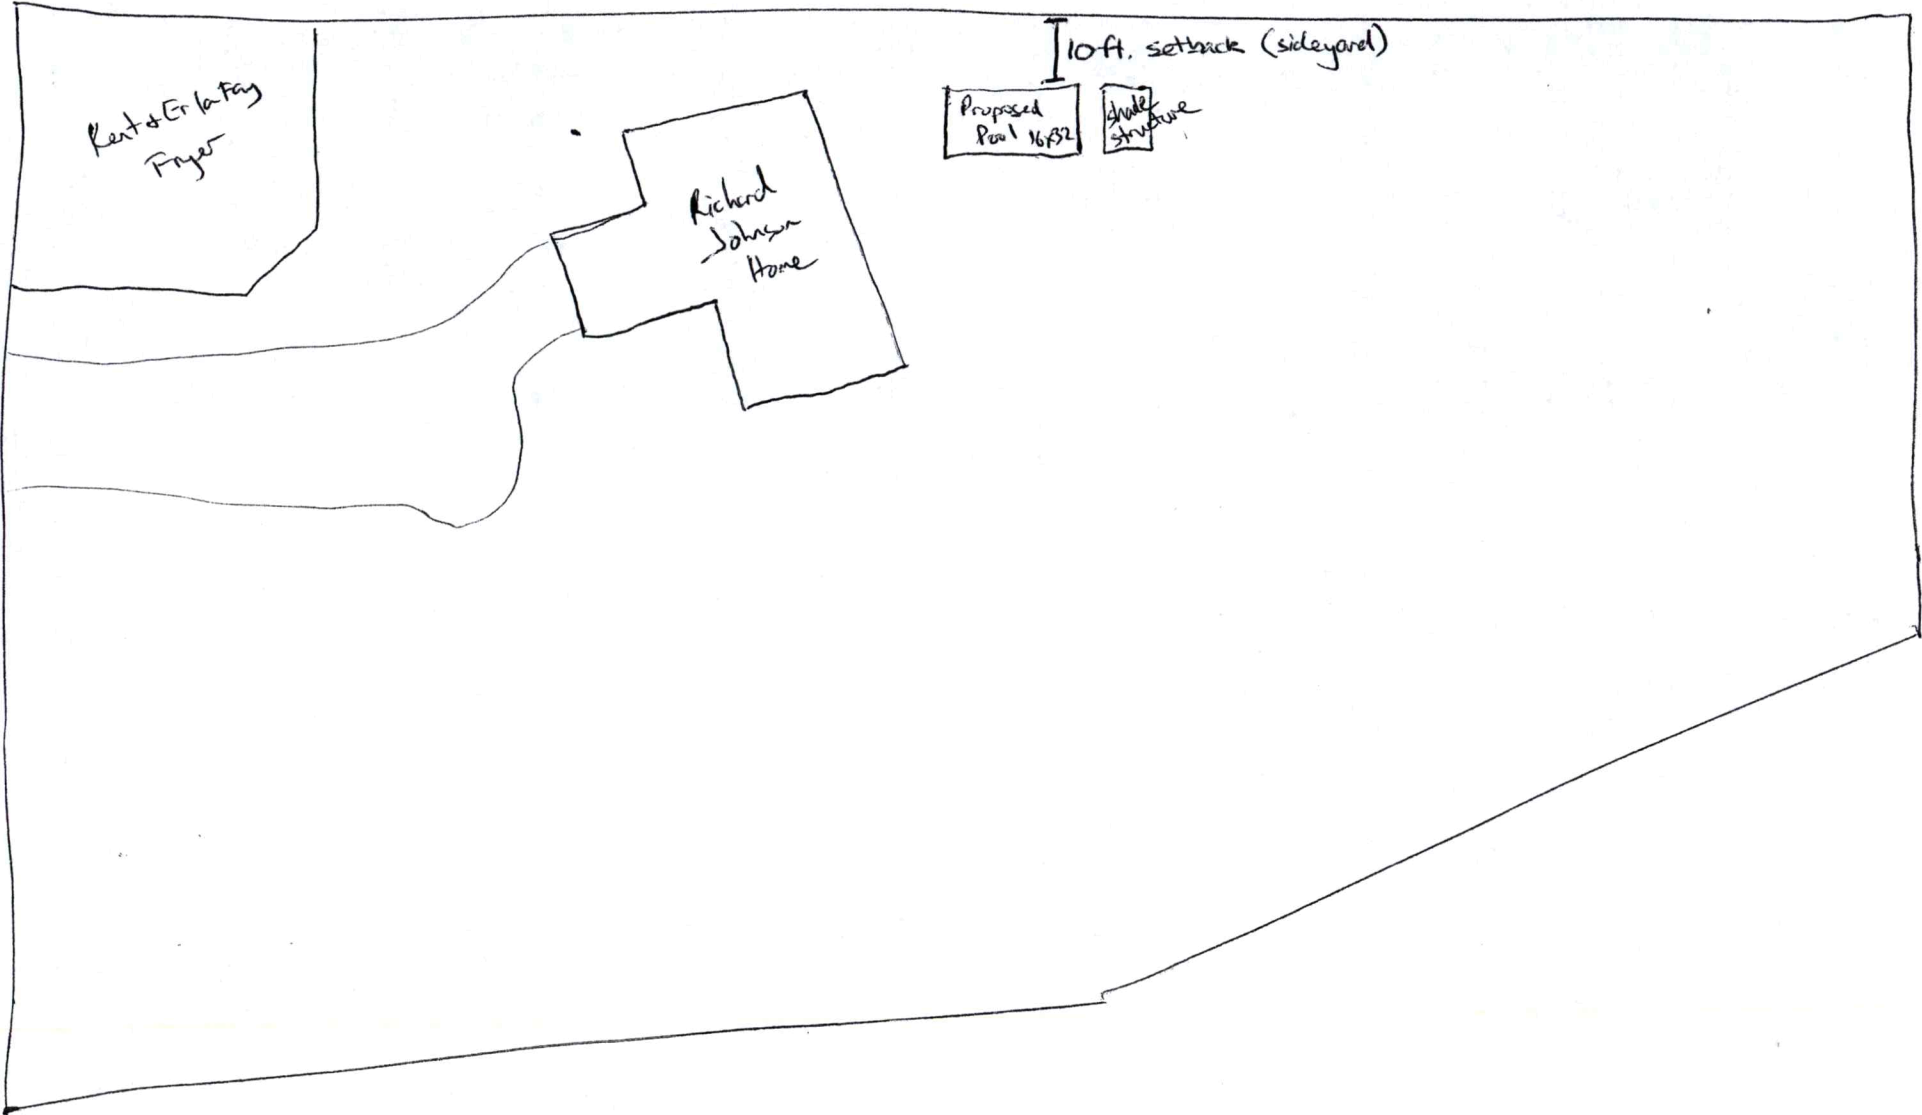 Kent & Erla Fay
Fryer
10 ft. setback (sideyard)
Proposed
Pool 16x32
shade
structure
Richard
Johnson
Home